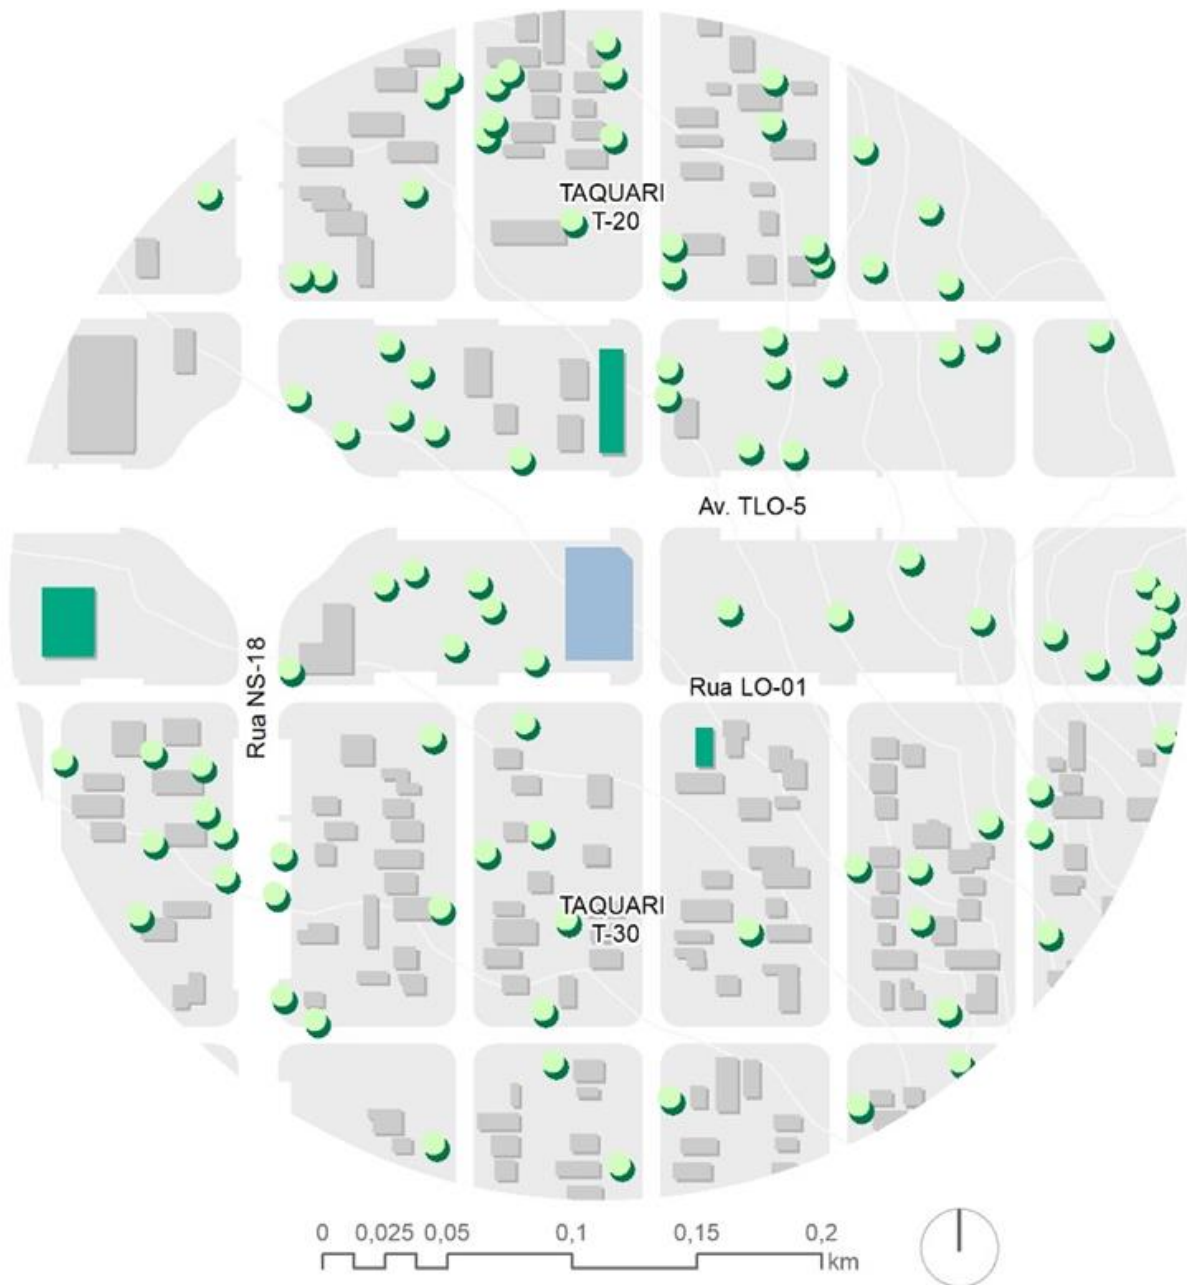 TAQUARI
T-20
Av. TLO-5
Rua NS-18
Rua LO-01
TAQUARI
T-30
0 0,025 0,05 0,1 0,15 0,2
km